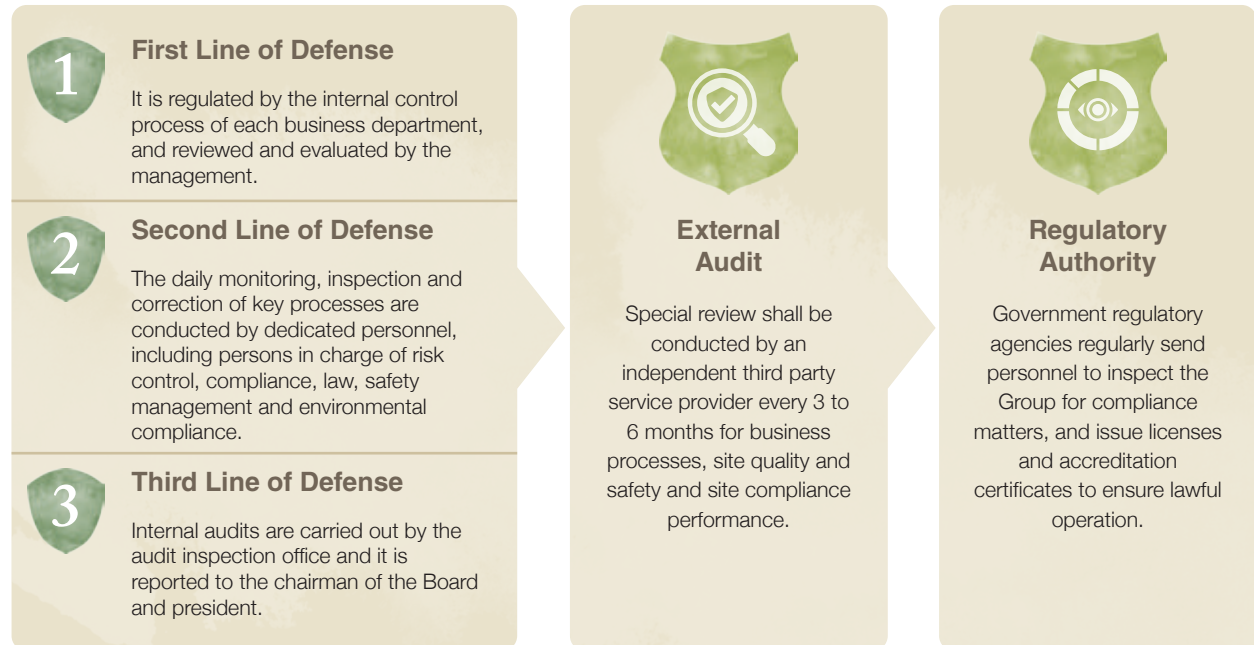 1
First Line of Defense
It is regulated by the internal control
process of each business department,
and reviewed and evaluated by the
management.
2
Second Line of Defense
The daily monitoring, inspection and
correction of key processes are
conducted by dedicated personnel,
including persons in charge of risk
control, compliance, law, safety
management and environmental
compliance.
3
Third Line of Defense
Internal audits are carried out by the
audit inspection office and it is
reported to the chairman of the Board
and president.
External
Audit
Special review shall be
conducted by an
independent third party
service provider every 3 to
6 months for business
processes, site quality and
safety and site compliance
performance.
Regulatory
Authority
Government regulatory
agencies regularly send
personnel to inspect the
Group for compliance
matters, and issue licenses
and accreditation
certificates to ensure lawful
operation.